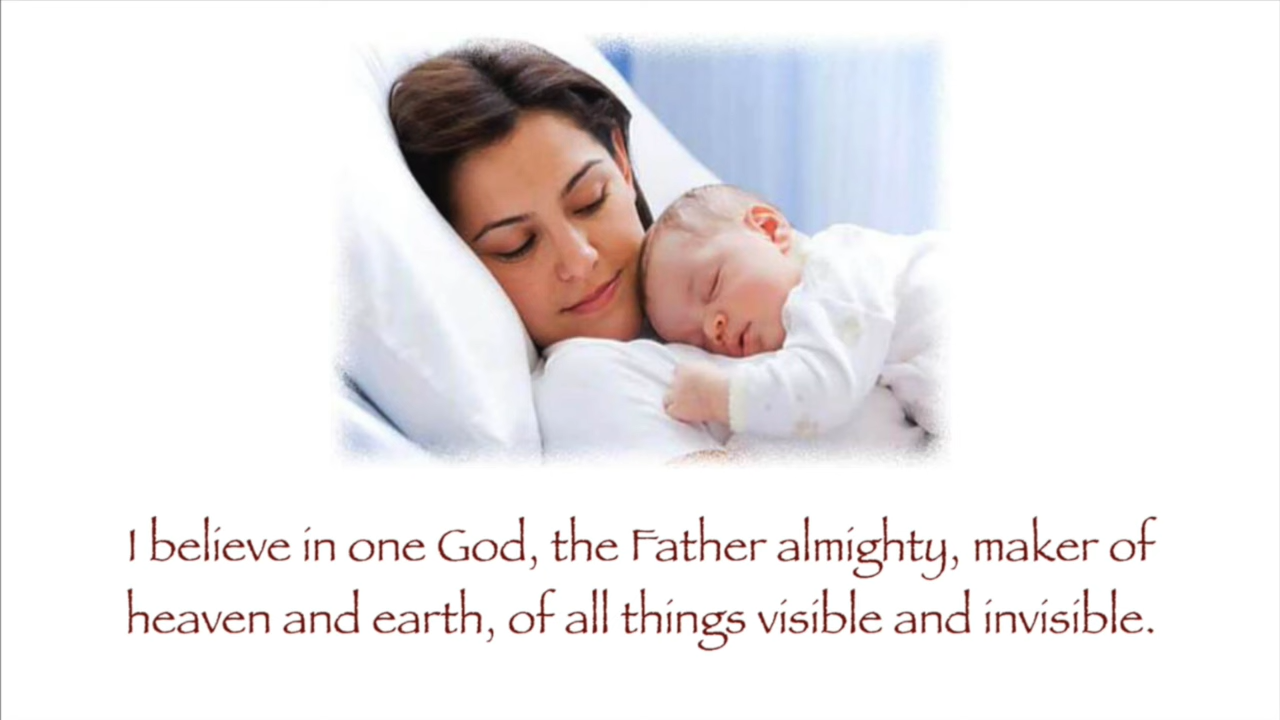 I believe in one God, the Father almighty, maker of
heaven and earth, of all things visible and invisible.